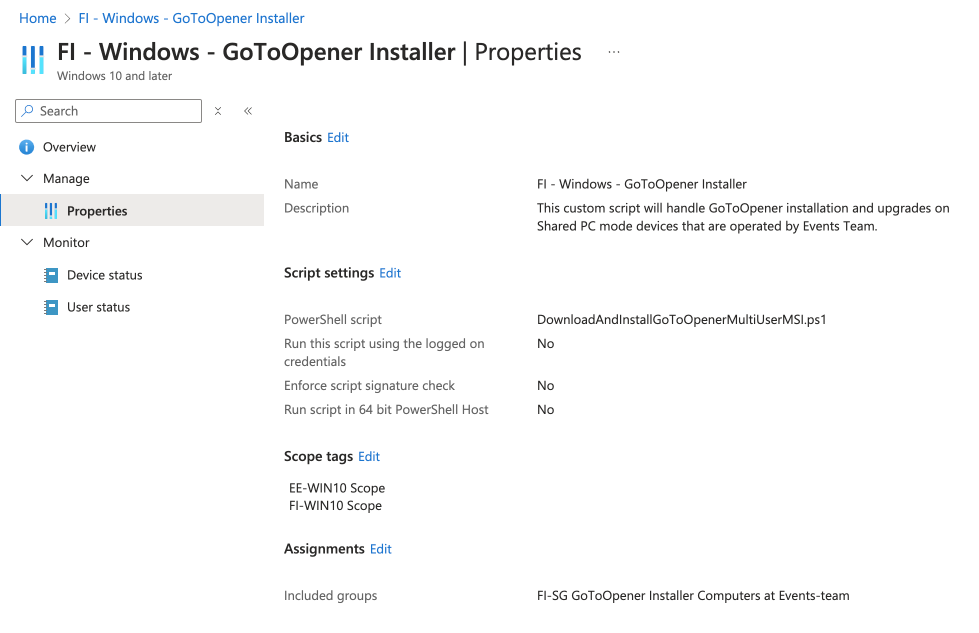 Home > FI - Windows - GoToOpener Installer
FI - Windows - GoToOpener Installer | Properties ...
Windows 10 and later
Search
Overview
Manage
Properties
Monitor
Device status
User status
Basics Edit
Name FI - Windows - GoToOpener Installer
Description This custom script will handle GoToOpener installation and upgrades on
Shared PC mode devices that are operated by Events Team.
Script settings Edit
PowerShell script DownloadAndInstallGoToOpenerMultiUserMSI.ps1
Run this script using the logged on No
credentials
Enforce script signature check No
Run script in 64 bit PowerShell Host No
Scope tags Edit
EE-WIN10 Scope
FI-WIN10 Scope
Assignments Edit
Included groups FI-SG GoToOpener Installer Computers at Events-team